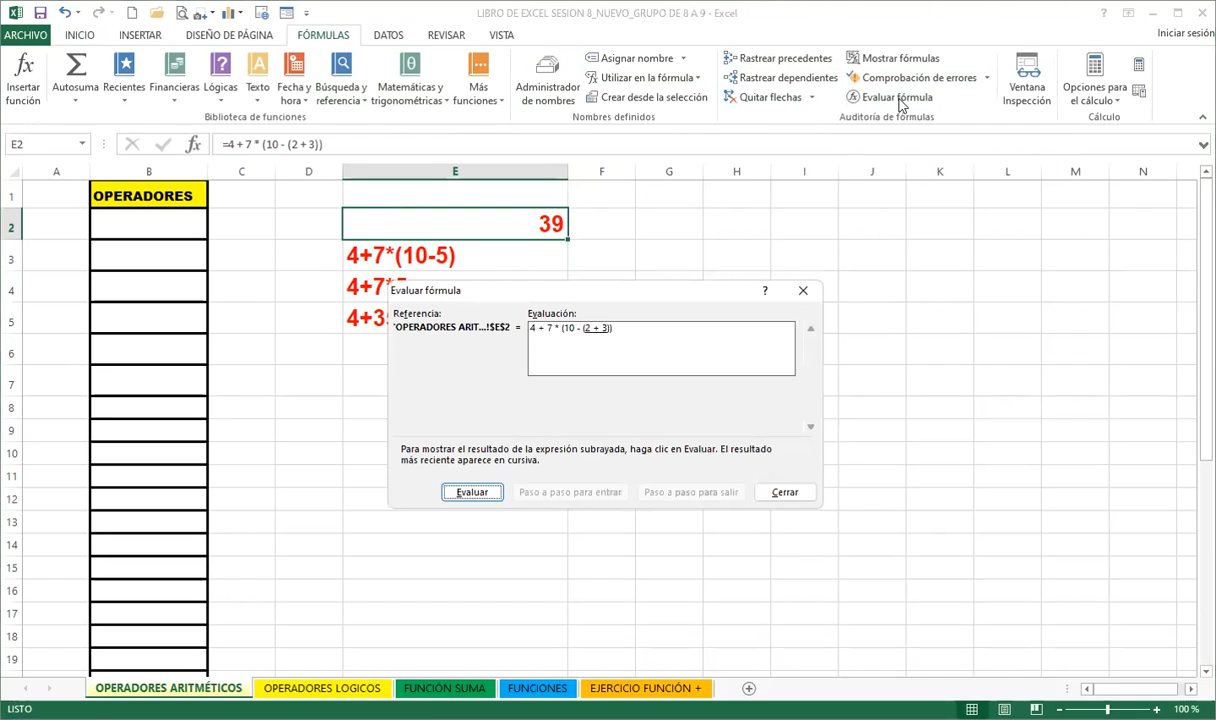 LIBRO DE EXCEL SESION 8_NUEVO_GRUPO DE 8 A 9 - Excel
ARCHIVO INICIO INSERTAR DISEÑO DE PÁGINA FÓRMULAS DATOS REVISAR VISTA Iniciar sesión
Insertar función
Autosuma
Recientes
Financieras
Lógicas
Texto
Fecha y hora
Búsqueda y referencia
Matemáticas y trigonométricas
Más funciones
Biblioteca de funciones
Administrador de nombres
Asignar nombre
Utilizar en la fórmula
Crear desde la selección
Nombres definidos
Rastrear precedentes
Rastrear dependientes
Quitar flechas
Mostrar fórmulas
Comprobación de errores
Evaluar fórmula
Auditoría de fórmulas
Ventana Inspección
Opciones para el cálculo
Cálculo
E2 fx =4 + 7 * (10 - (2 + 3))
A B C D E F G H I J K L M N
1 OPERADORES
2 39
3 4+7*(10-5)
4 4+7*5
5 4+3
6
7
8
9
10
11
12
13
14
15
16
17
18
19
Evaluar fórmula ?
Referencia: Evaluación:
'OPERADORES ARIT...!$E$2 = 4 + 7 * (10 - (2 + 3))
Para mostrar el resultado de la expresión subrayada, haga clic en Evaluar. El resultado
más reciente aparece en cursiva.
Evaluar Paso a paso para entrar Paso a paso para salir Cerrar
OPERADORES ARITMÉTICOS OPERADORES LOGICOS FUNCIÓN SUMA FUNCIONES EJERCICIO FUNCIÓN +
LISTO 100 %